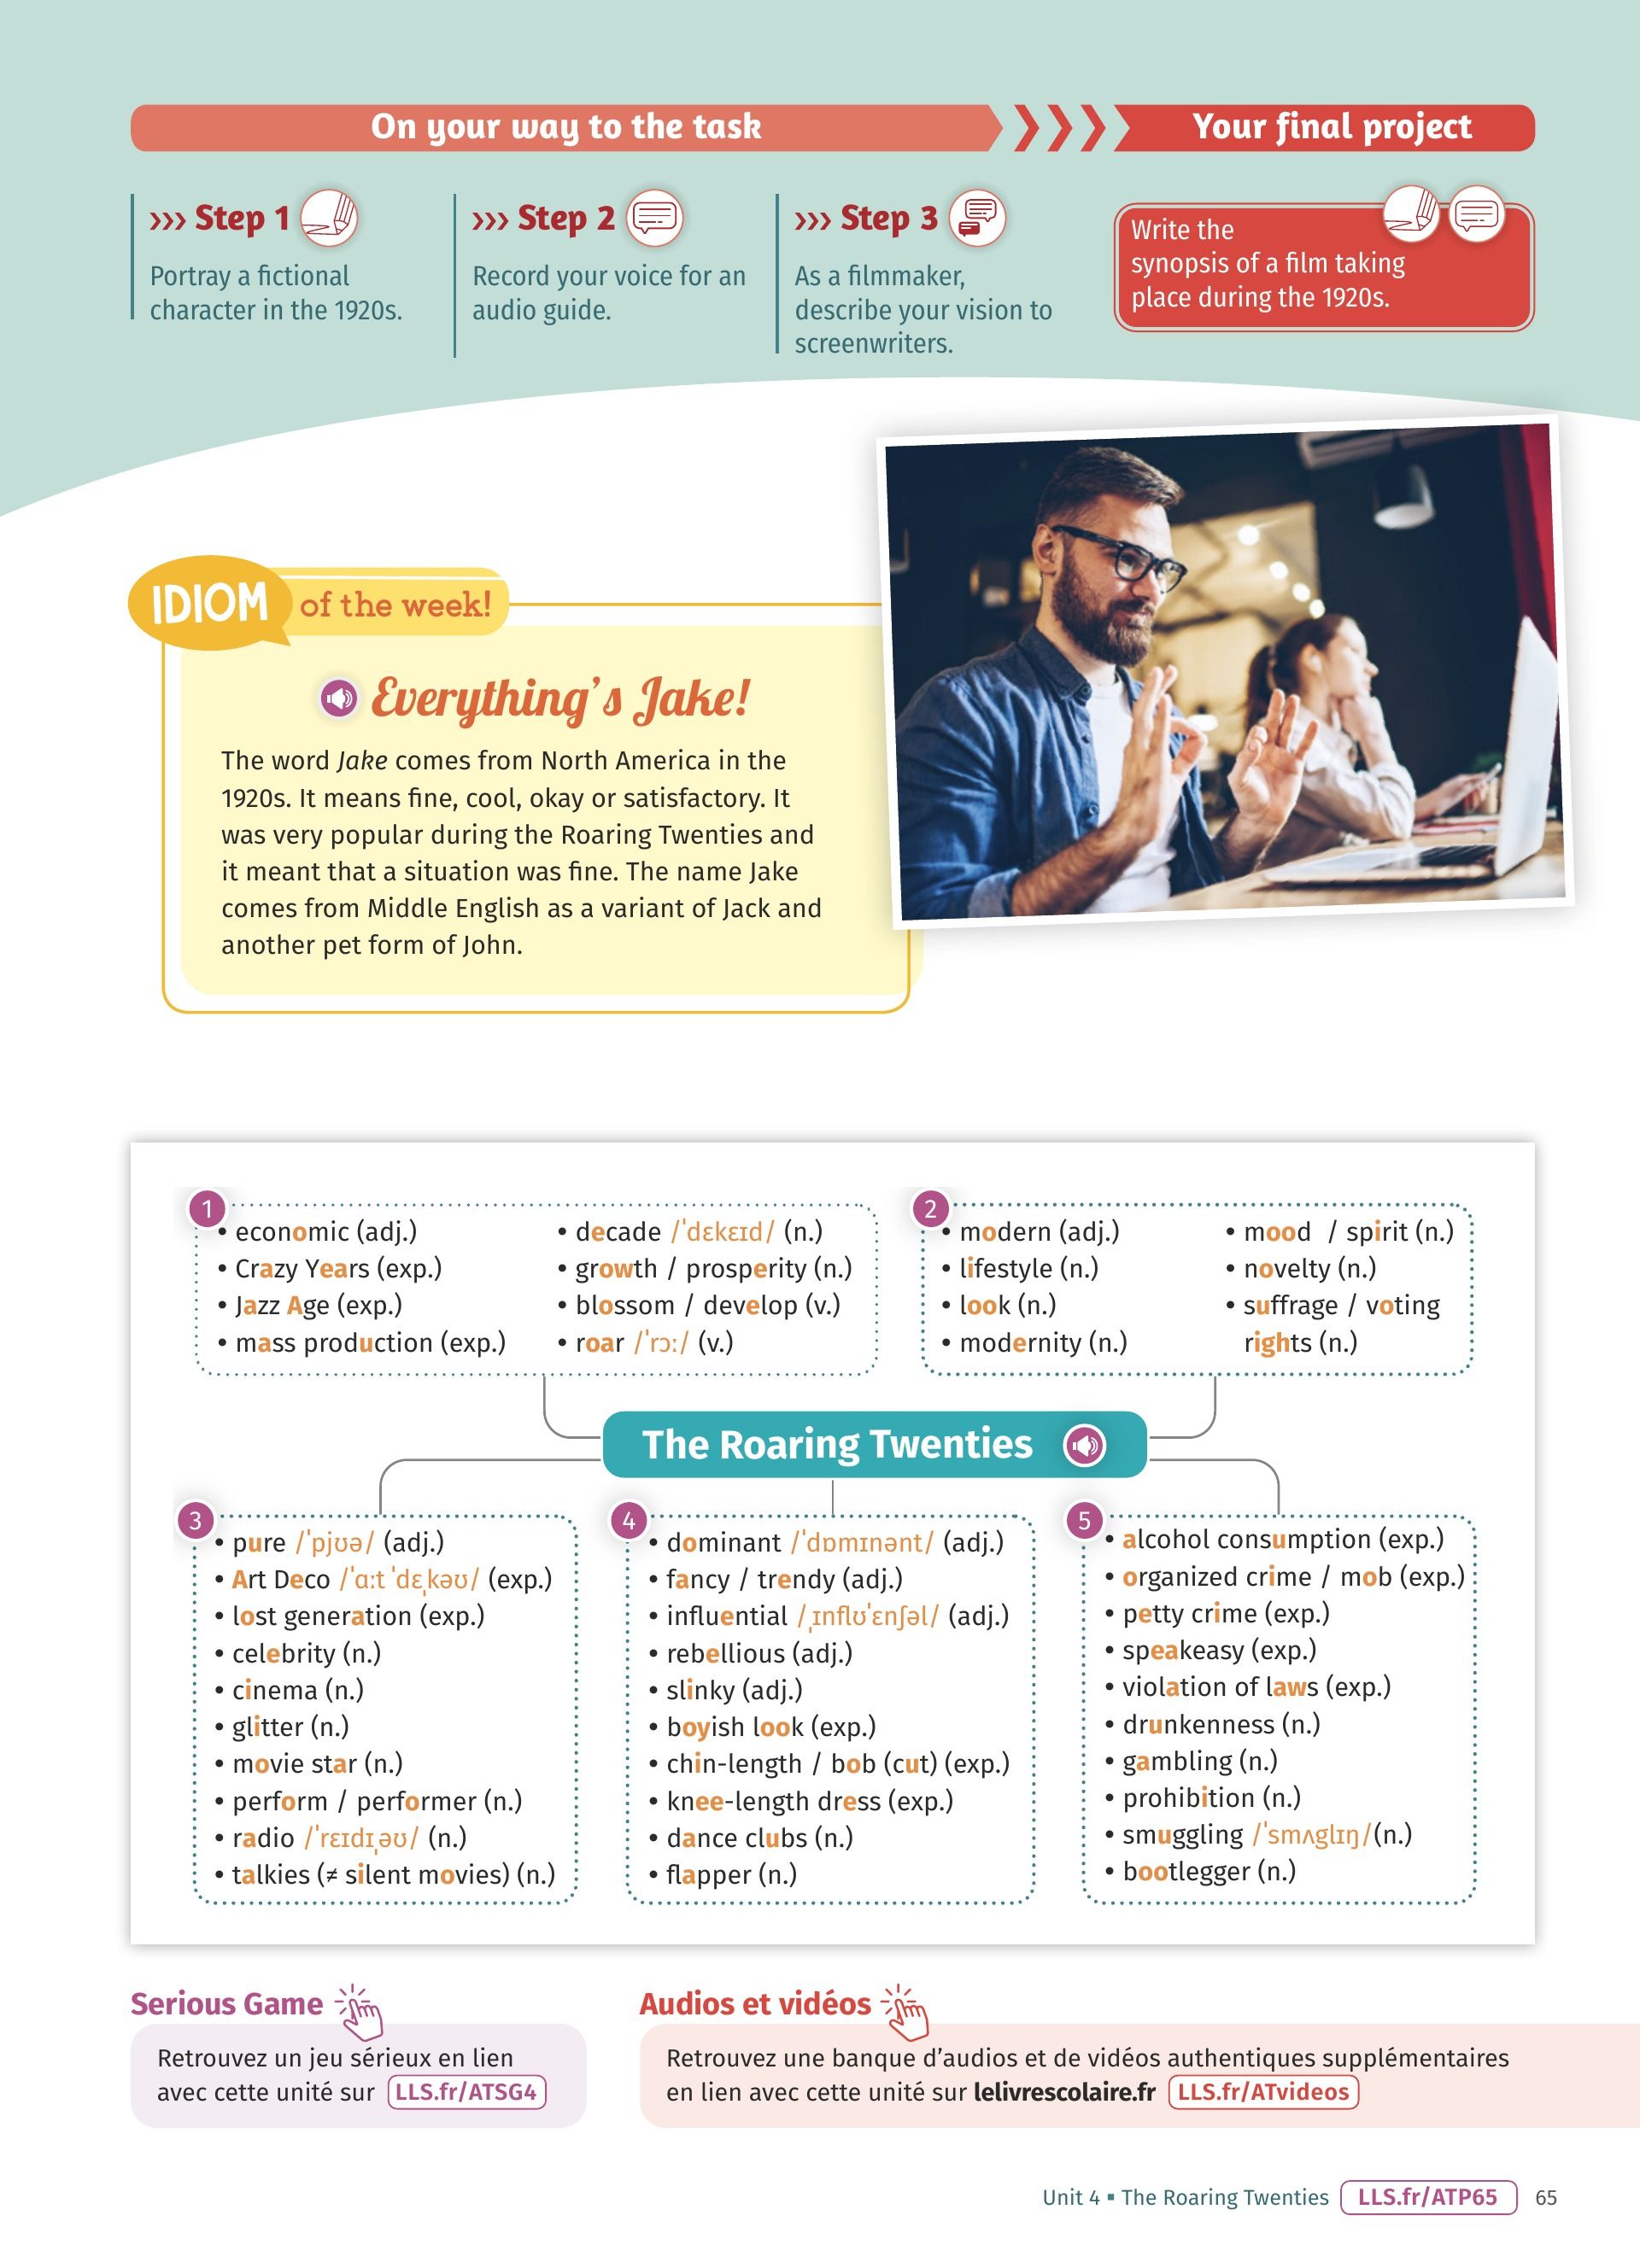 On your way to the task
Your final project
››› Step 1
Portray a fictional
character in the 1920s.
››› Step 2
Record your voice for an
audio guide.
››› Step 3
As a filmmaker,
describe your vision to
screenwriters.
Write the
synopsis of a film taking
place during the 1920s.
IDIOM of the week!
Everything's Jake!
The word Jake comes from North America in the
1920s. It means fine, cool, okay or satisfactory. It
was very popular during the Roaring Twenties and
it meant that a situation was fine. The name Jake
comes from Middle English as a variant of Jack and
another pet form of John.
1
• economic (adj.)
• Crazy Years (exp.)
• Jazz Age (exp.)
• mass production (exp.)
• decade /ˈdɛkɛɪd/ (n.)
• growth / prosperity (n.)
• blossom / develop (v.)
• roar /ˈrɔː/ (v.)
2
• modern (adj.)
• lifestyle (n.)
• look (n.)
• modernity (n.)
• mood / spirit (n.)
• novelty (n.)
• suffrage / voting
rights (n.)
The Roaring Twenties
3
• pure /ˈpjʊə/ (adj.)
• Art Deco /ˈɑːt ˈdɛˌkəʊ/ (exp.)
• lost generation (exp.)
• celebrity (n.)
• cinema (n.)
• glitter (n.)
• movie star (n.)
• perform / performer (n.)
• radio /ˈrɛɪdɪˌəʊ/ (n.)
• talkies (≠ silent movies) (n.)
4
• dominant /ˈdɒmɪnənt/ (adj.)
• fancy / trendy (adj.)
• influential /ˌɪnflʊˈɛnʃəl/ (adj.)
• rebellious (adj.)
• slinky (adj.)
• boyish look (exp.)
• chin-length / bob (cut) (exp.)
• knee-length dress (exp.)
• dance clubs (n.)
• flapper (n.)
5
• alcohol consumption (exp.)
• organized crime / mob (exp.)
• petty crime (exp.)
• speakeasy (exp.)
• violation of laws (exp.)
• drunkenness (n.)
• gambling (n.)
• prohibition (n.)
• smuggling /ˈsmʌglɪŋ/(n.)
• bootlegger (n.)
Serious Game
Retrouvez un jeu sérieux en lien
avec cette unité sur LLS.fr/ATSG4
Audios et vidéos
Retrouvez une banque d'audios et de vidéos authentiques supplémentaires
en lien avec cette unité sur lelivrescolaire.fr LLS.fr/ATvideos
Unit 4 ▪ The Roaring Twenties LLS.fr/ATP65 65